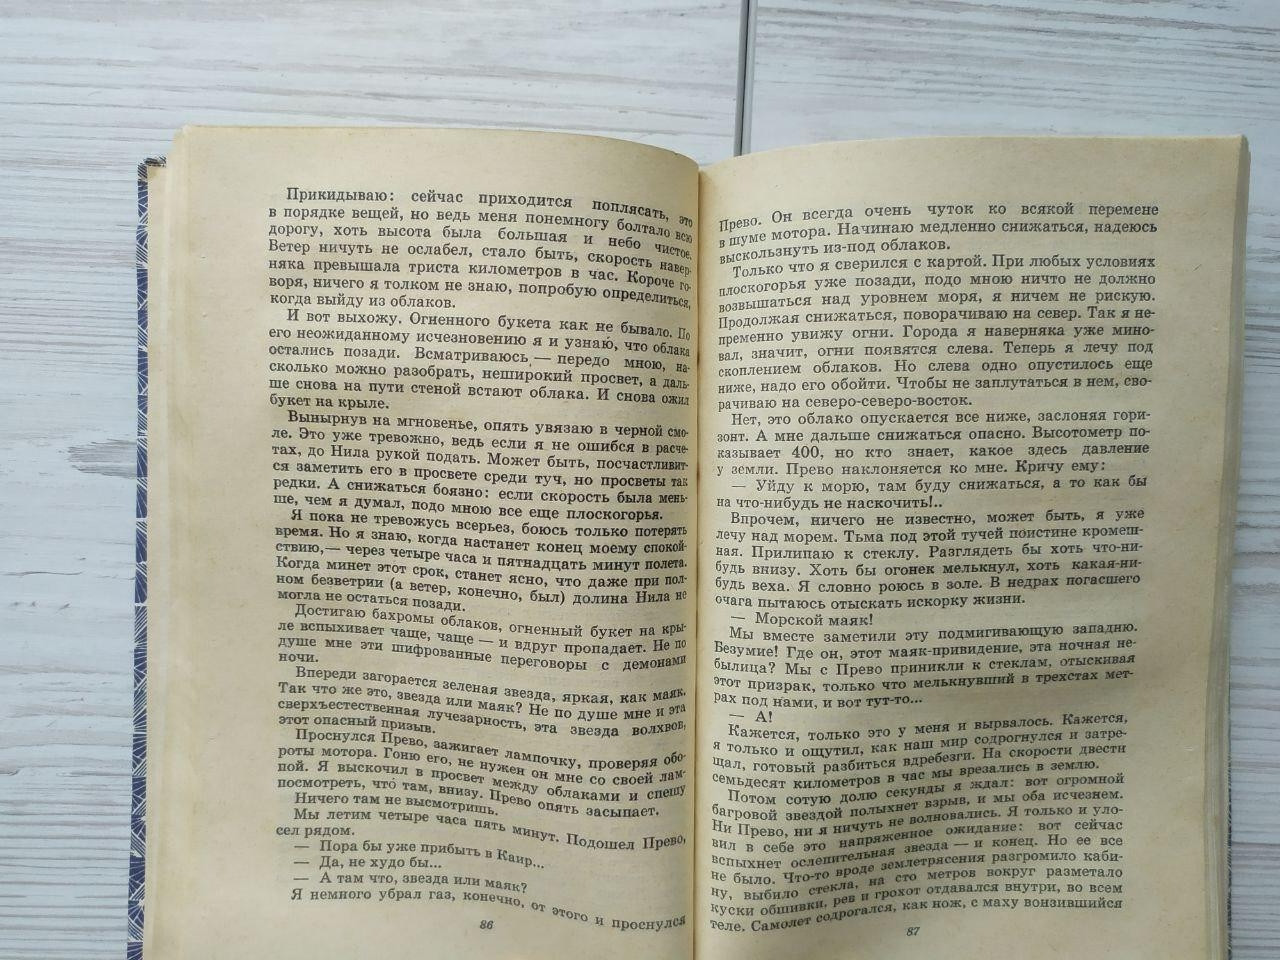 Прикидываю: сейчас приходится поплясать, это
в порядке вещей, но ведь меня понемногу болтало всю
дорогу, хоть высота была большая и небо чистое.
Ветер ничуть не ослабел, стало быть, скорость навер-
няка превышала триста километров в час. Короче го-
воря, ничего я толком не знаю, попробую определиться,
когда выйду из облаков.
И вот выхожу. Огненного букета как не бывало. По
его неожиданному исчезновению я и узнаю, что облака
остались позади. Всматриваюсь — передо мною, на-
сколько можно разобрать, неширокий просвет, а даль-
ше снова на пути стеной встают облака. И снова ожил
букет на крыле.
Вынырнув на мгновенье, опять увязаю в черной смо-
ле. Это уже тревожно, ведь если я не ошибся в расче-
тах, до Нила рукой подать. Может быть, посчастливит-
ся заметить его в просвете среди туч, но просветы так
редки. А снижаться боязно: если скорость была мень-
ше, чем я думал, подо мною все еще плоскогорья.
Я пока не тревожусь всерьез, боюсь только потерять
время. Но я знаю, когда настанет конец моему спокой-
ствию,— через четыре часа и пятнадцать минут полета.
Когда минет этот срок, станет ясно, что даже при пол-
ном безветрии (а ветер, конечно, был) долина Нила не
могла не остаться позади.
Достигаю бахромы облаков, огненный букет на кры-
ле вспыхивает чаще, чаще — и вдруг пропадает. Не по
душе мне эти шифрованные переговоры с демонами
ночи.
Впереди загорается зеленая звезда, яркая, как маяк.
Так что же это, звезда или маяк? Не по душе мне и эта
сверхъестественная лучезарность, эта звезда волхвов,
этот опасный призыв.
Проснулся Прево, зажигает лампочку, проверяя обо-
роты мотора. Гоню его, не нужен он мне со своей лам-
пой. Я выскочил в просвет между облаками и спешу
посмотреть, что там, внизу. Прево опять засыпает.
Ничего там не высмотришь.
Мы летим четыре часа пять минут. Подошел Прево,
сел рядом.
— Пора бы уже прибыть в Каир...
— Да, не худо бы...
— А там что, звезда или маяк?
Я немного убрал газ, конечно, от этого и проснулся
86
Прево. Он всегда очень чуток ко всякой перемене
в шуме мотора. Начинаю медленно снижаться, надеюсь
выскользнуть из-под облаков.
Только что я сверился с картой. При любых условиях
плоскогорья уже позади, подо мною ничто не должно
возвышаться над уровнем моря, я ничем не рискую.
Продолжая снижаться, поворачиваю на север. Так я не-
пременно увижу огни. Города я наверняка уже мино-
вал, значит, огни появятся слева. Теперь я лечу под
скоплением облаков. Но слева одно опустилось еще
ниже, надо его обойти. Чтобы не заплутаться в нем, сво-
рачиваю на северо-северо-восток.
Нет, это облако опускается все ниже, заслоняя гори-
зонт. А мне дальше снижаться опасно. Высотометр по-
казывает 400, но кто знает, какое здесь давление
у земли. Прево наклоняется ко мне. Кричу ему:
— Уйду к морю, там буду снижаться, а то как бы
на что-нибудь не наскочить!..
Впрочем, ничего не известно, может быть, я уже
лечу над морем. Тьма под этой тучей поистине кромеш-
ная. Прилипаю к стеклу. Разглядеть бы хоть что-ни-
будь внизу. Хоть бы огонек мелькнул, хоть какая-ни-
будь веха. Я словно роюсь в золе. В недрах погасшего
очага пытаюсь отыскать искорку жизни.
— Морской маяк!
Мы вместе заметили эту подмигивающую западню.
Безумие! Где он, этот маяк-привидение, эта ночная не-
былица? Мы с Прево приникли к стеклам, отыскивая
этот призрак, только что мелькнувший в трехстах мет-
рах под нами, и вот тут-то...
— А!
Кажется, только это у меня и вырвалось. Кажется,
я только и ощутил, как наш мир содрогнулся и затре-
щал, готовый разбиться вдребезги. На скорости двести
семьдесят километров в час мы врезались в землю.
Потом сотую долю секунды я ждал: вот огромной
багровой звездой полыхнет взрыв, и мы оба исчезнем.
Ни Прево, ни я ничуть не волновались. Я только и уло-
вил в себе это напряженное ожидание: вот сейчас
вспыхнет ослепительная звезда — и конец. Но ее все
не было. Что-то вроде землетрясения разгромило каби-
ну, выбило стекла, на сто метров вокруг разметало
куски обшивки, рев и грохот отдавался внутри, во всем
теле. Самолет содрогался, как нож, с маху вонзившийся
87